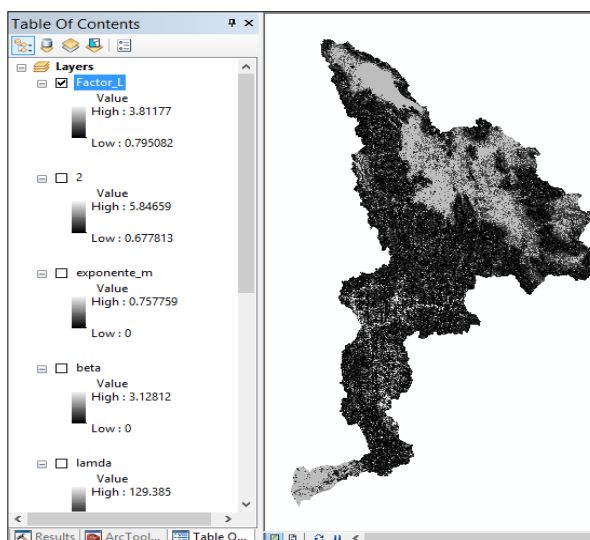 Table Of Contents
Layers
Factor_L
Value
High : 3.81177
Low : 0.795082
2
Value
High : 5.84659
Low : 0.677813
exponente_m
Value
High : 0.757759
Low : 0
beta
Value
High : 3.12812
Low : 0
lamda
Value
High : 129.385
Results ArcTool... Table O...